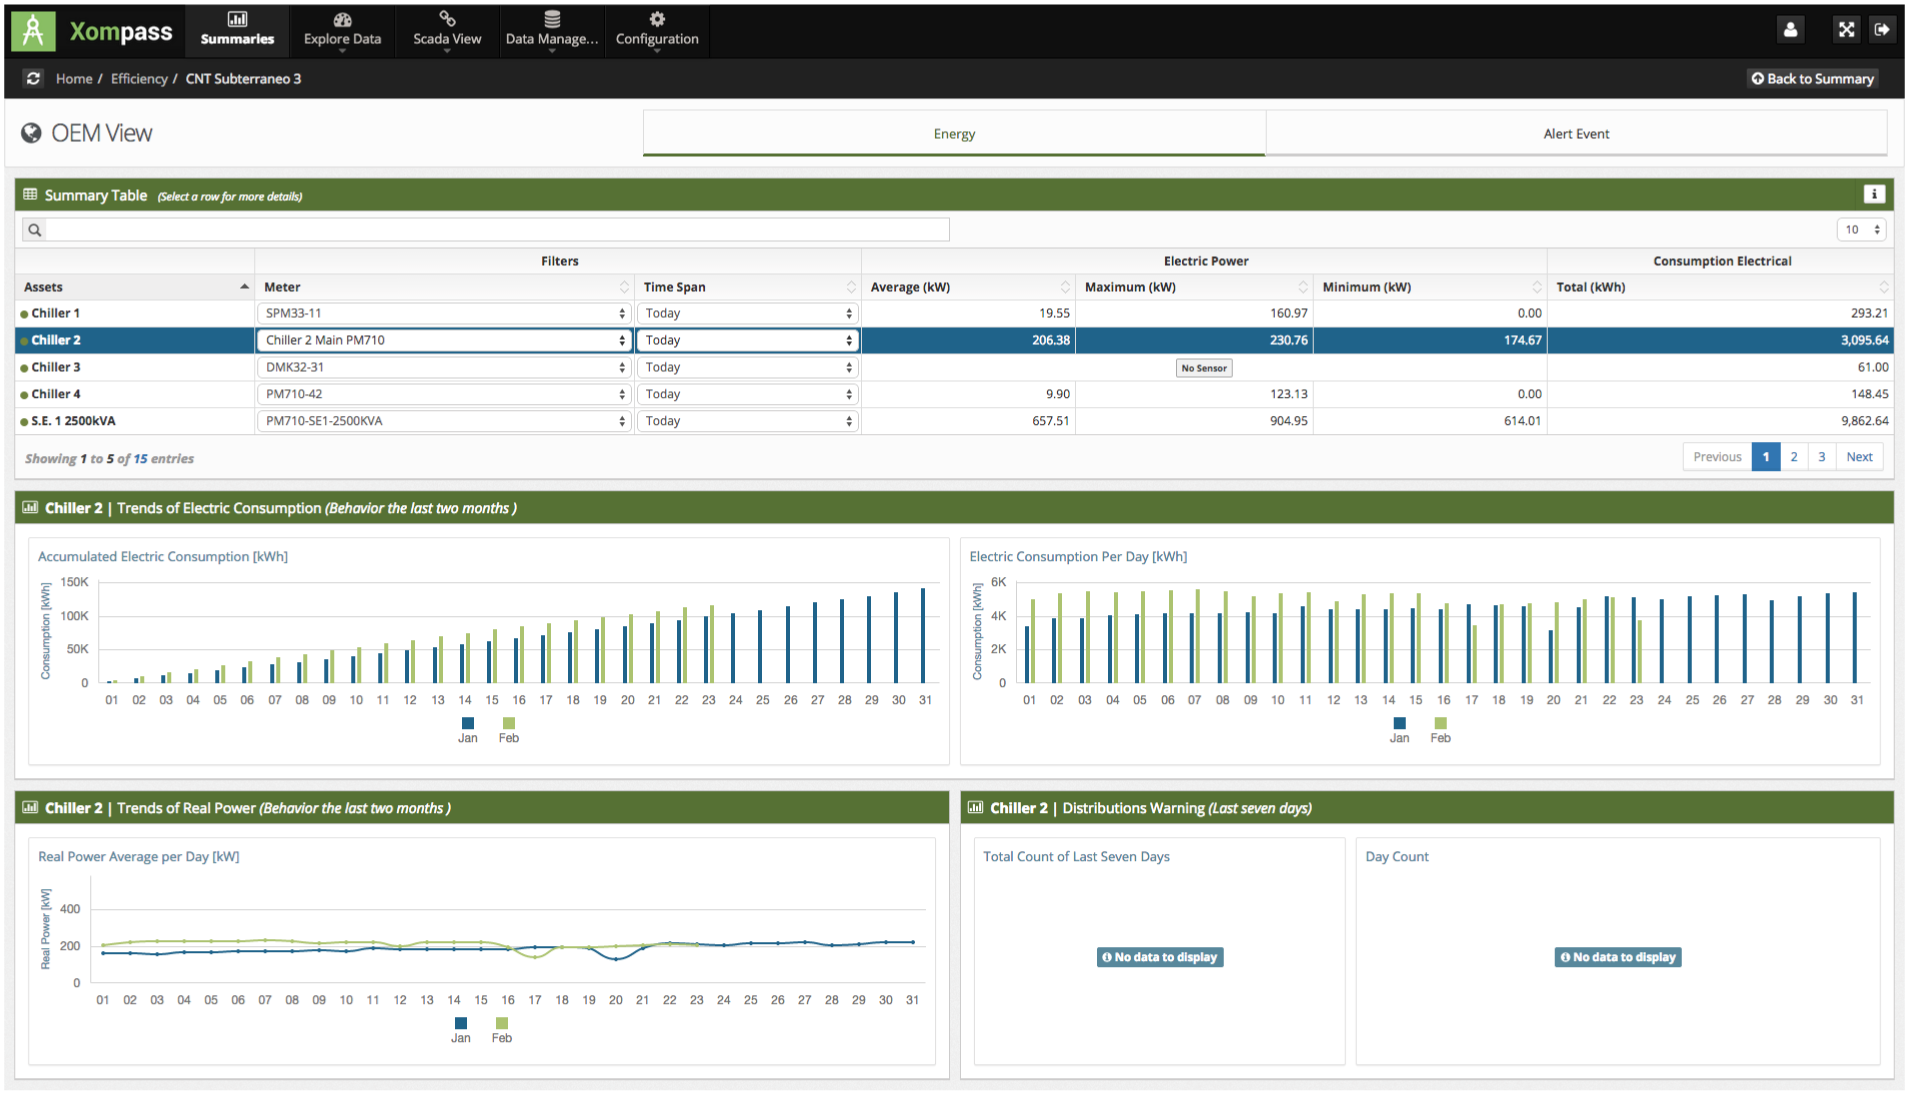 Xompass
Summaries
Explore Data
Scada View
Data Manage...
Configuration
Home / Efficiency / CNT Subterraneo 3
Back to Summary
OEM View
Energy
Alert Event
Summary Table (Select a row for more details)
i
10
Filters Electric Power Consumption Electrical
Assets Meter Time Span Average (kW) Maximum (kW) Minimum (kW) Total (kWh)
Chiller 1 SPM33-11 Today 19.55 160.97 0.00 293.21
Chiller 2 Chiller 2 Main PM710 Today 206.38 230.76 174.67 3,095.64
Chiller 3 DMK32-31 Today No Sensor 61.00
Chiller 4 PM710-42 Today 9.90 123.13 0.00 148.45
S.E. 1 2500kVA PM710-SE1-2500KVA Today 657.51 904.95 614.01 9,862.64
Showing 1 to 5 of 15 entries
Previous 1 2 3 Next
Chiller 2 | Trends of Electric Consumption (Behavior the last two months )
Accumulated Electric Consumption [kWh]
Consumption [kWh]
150K
100K
50K
0
01 02 03 04 05 06 07 08 09 10 11 12 13 14 15 16 17 18 19 20 21 22 23 24 25 26 27 28 29 30 31
Jan Feb
Electric Consumption Per Day [kWh]
Consumption [kWh]
6K
4K
2K
0
01 02 03 04 05 06 07 08 09 10 11 12 13 14 15 16 17 18 19 20 21 22 23 24 25 26 27 28 29 30 31
Jan Feb
Chiller 2 | Trends of Real Power (Behavior the last two months )
Real Power Average per Day [kW]
Real Power [kW]
400
200
0
01 02 03 04 05 06 07 08 09 10 11 12 13 14 15 16 17 18 19 20 21 22 23 24 25 26 27 28 29 30 31
Jan Feb
Chiller 2 | Distributions Warning (Last seven days)
Total Count of Last Seven Days
No data to display
Day Count
No data to display